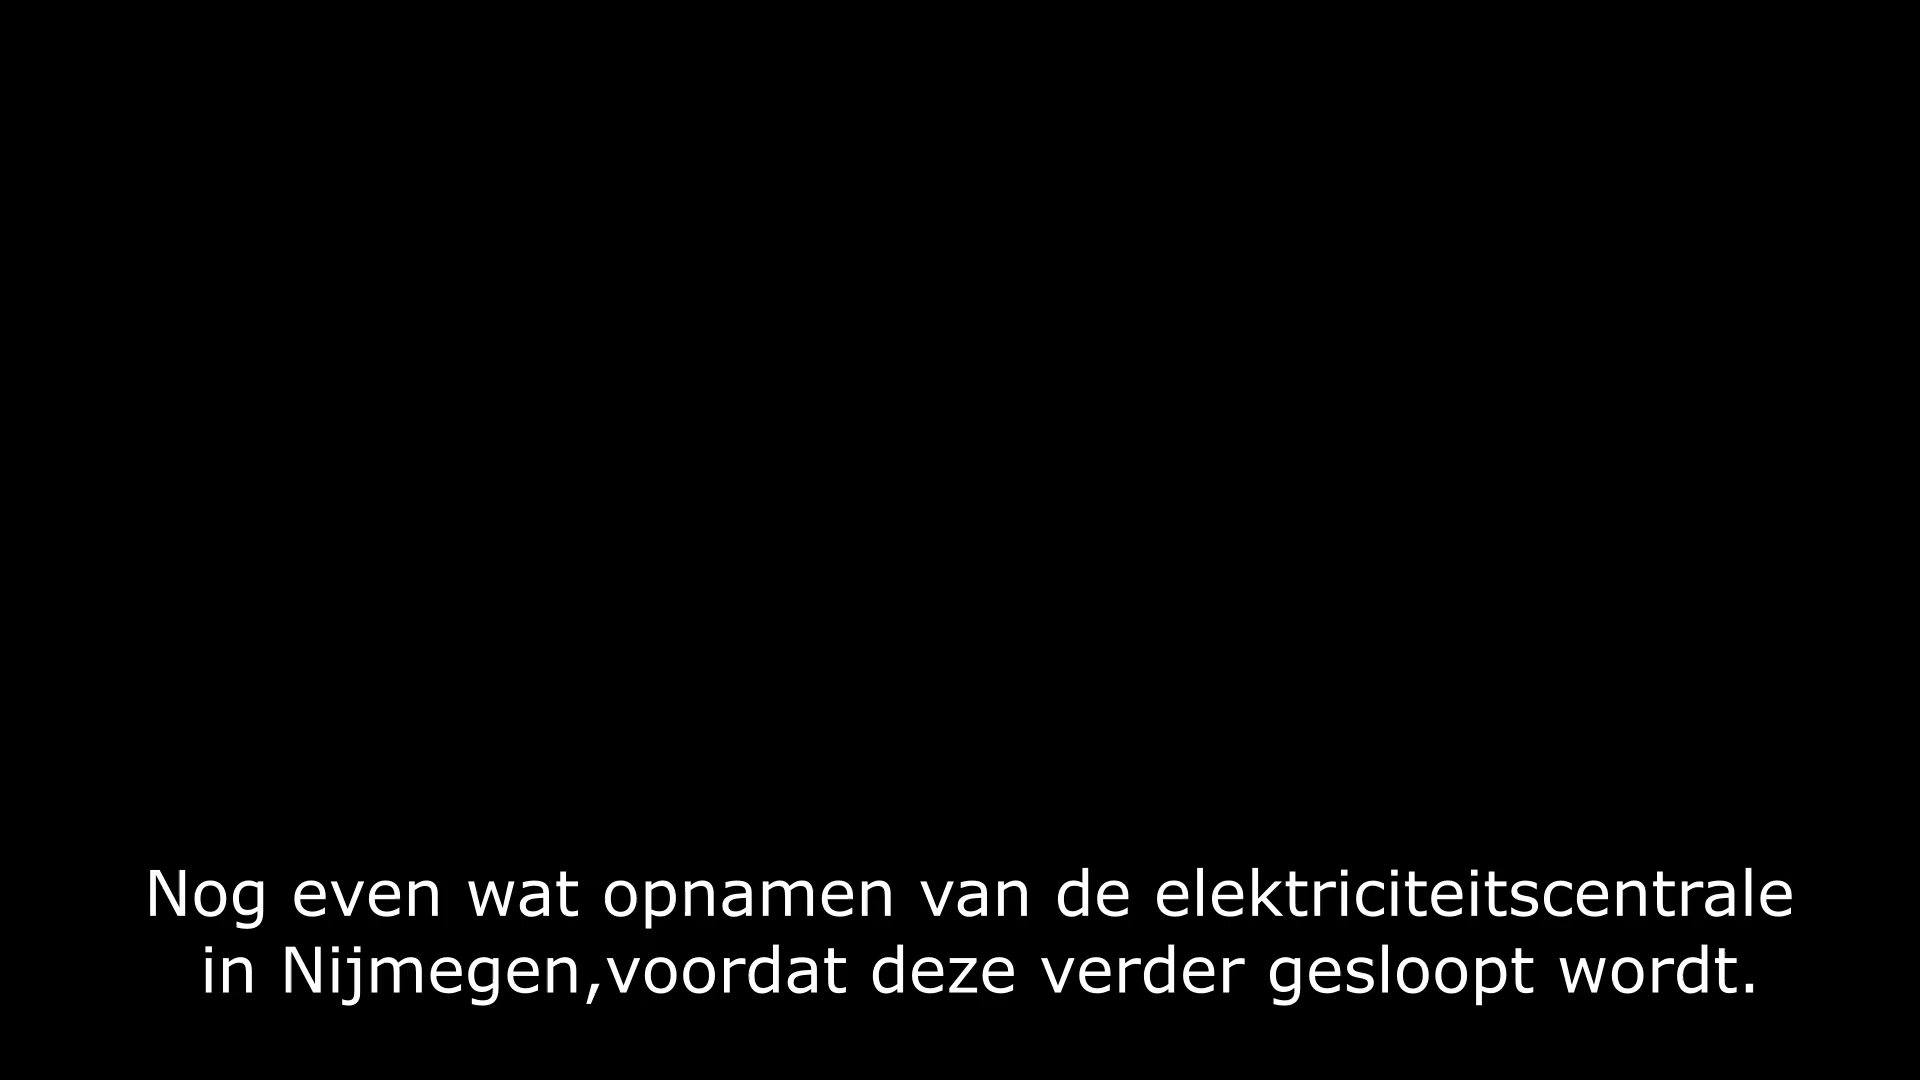 Nog even wat opnamen van de elektriciteitscentrale
in Nijmegen,voordat deze verder gesloopt wordt.